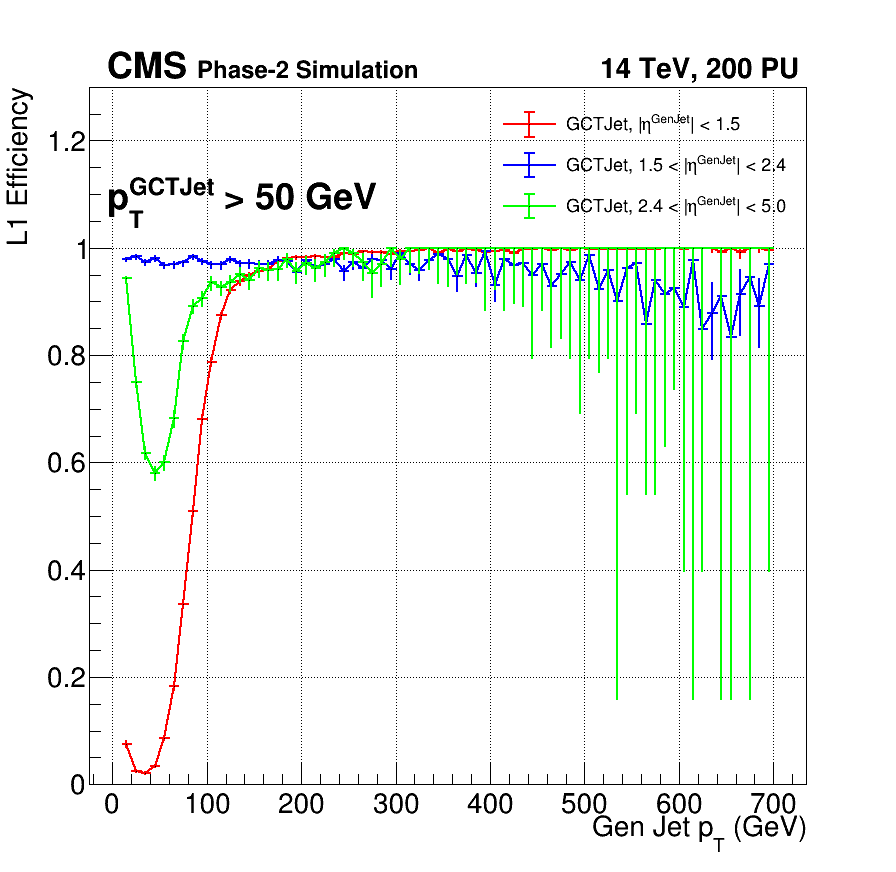 CMS Phase-2 Simulation 14 TeV, 200 PU
L1 Efficiency
GCTJet, |η^GenJet| < 1.5
GCTJet, 1.5 < |η^GenJet| < 2.4
GCTJet, 2.4 < |η^GenJet| < 5.0
p_T^GCTJet > 50 GeV
1.2
1
0.8
0.6
0.4
0.2
0
0 100 200 300 400 500 600 700
Gen Jet p_T (GeV)